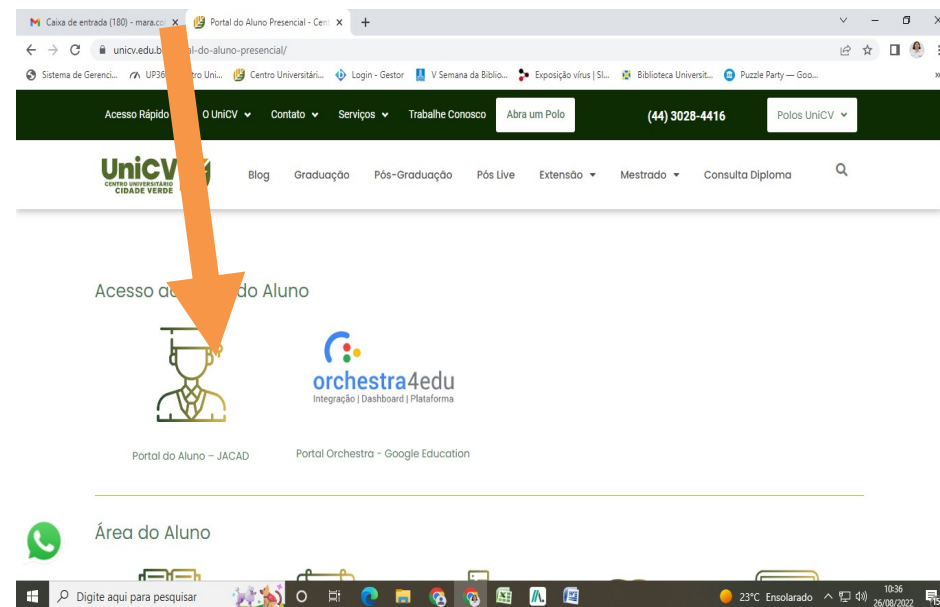 Caixa de entrada (180) - mara.co
Portal do Aluno Presencial - Cent
unicv.edu.b
al-do-aluno-presencial/
Sistema de Gerenci...
UP36
tro Uni...
Centro Universitári...
Login - Gestor
V Semana da Biblio...
Exposição vírus | Sl...
Biblioteca Universit...
Puzzle Party — Goo...
Acesso Rápido
O UniCV
Contato
Serviços
Trabalhe Conosco
Abra um Polo
(44) 3028-4416
Polos UniCV
UniCV
CENTRO UNIVERSITÁRIO
CIDADE VERDE
Blog
Graduação
Pós-Graduação
Pós Live
Extensão
Mestrado
Consulta Diploma
Acesso ao
do Aluno
orchestra4edu
Integração | Dashboard | Plataforma
Portal do Aluno – JACAD
Portal Orchestra - Google Education
Área do Aluno
Digite aqui para pesquisar
23°C Ensolarado
10:36
26/08/2022
15